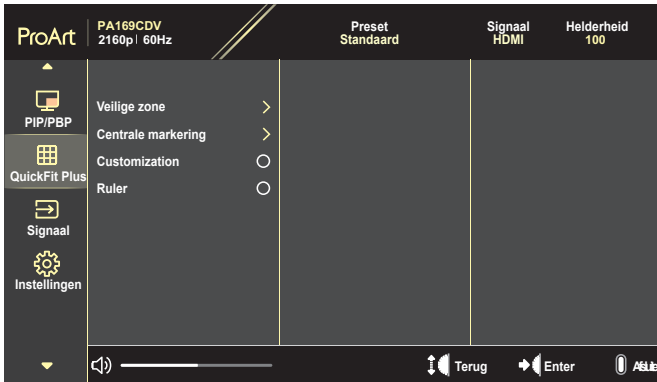 ProArt
PA169CDV
2160p 60Hz
Preset
Standaard
Signaal
HDMI
Helderheid
100
PIP/PBP
QuickFit Plus
Signaal
Instellingen
Veilige zone
Centrale markering
Customization
Ruler
Terug
Enter